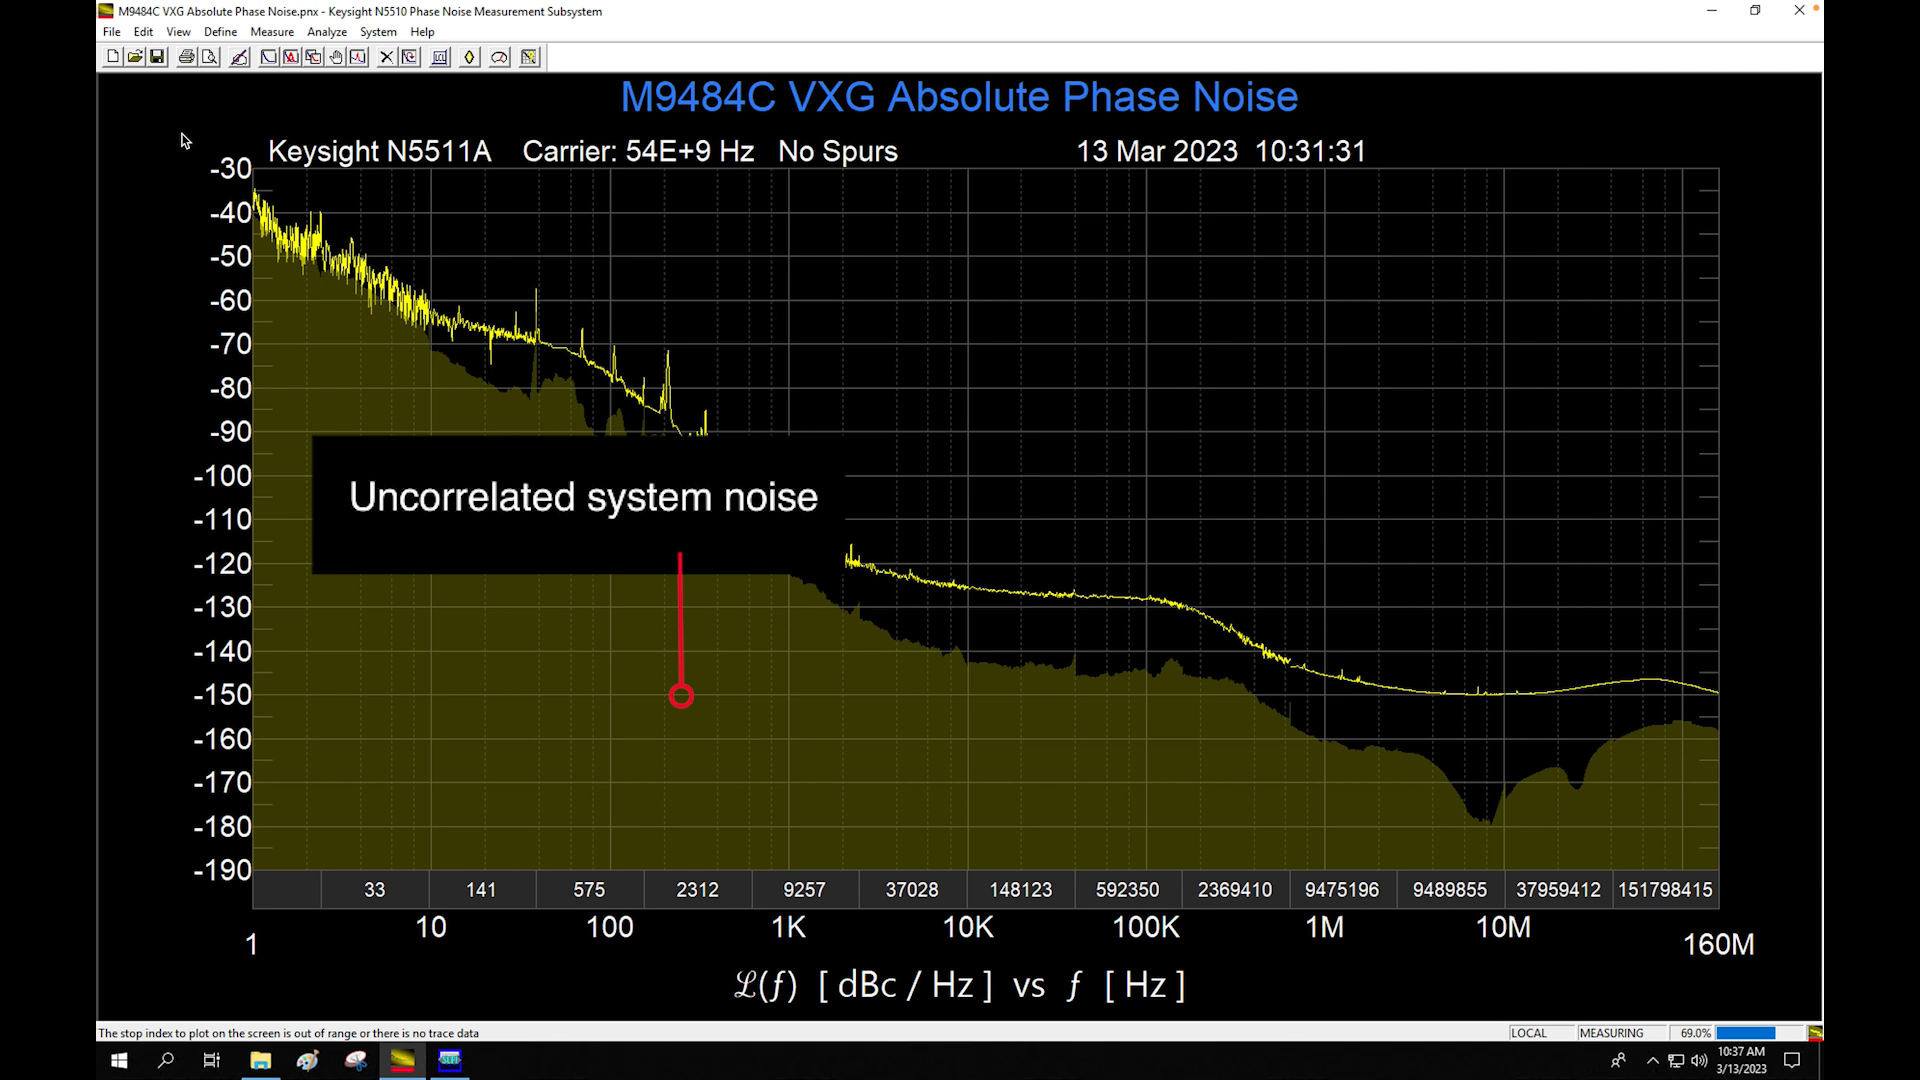 M9484C VXG Absolute Phase Noise.pnx - Keysight N5510 Phase Noise Measurement Subsystem
File Edit View Define Measure Analyze System Help
M9484C VXG Absolute Phase Noise
Keysight N5511A Carrier: 54E+9 Hz No Spurs 13 Mar 2023 10:31:31
-30
-40
-50
-60
-70
-80
-90
-100
-110
-120
-130
-140
-150
-160
-170
-180
-190
Uncorrelated system noise
33 141 575 2312 9257 37028 148123 592350 2369410 9475196 9489855 37959412 151798415
1 10 100 1K 10K 100K 1M 10M 160M
ℒ(f) [ dBc / Hz ] vs f [ Hz ]
The stop index to plot on the screen is out of range or there is no trace data LOCAL MEASURING 69.0%
10:37 AM
3/13/2023